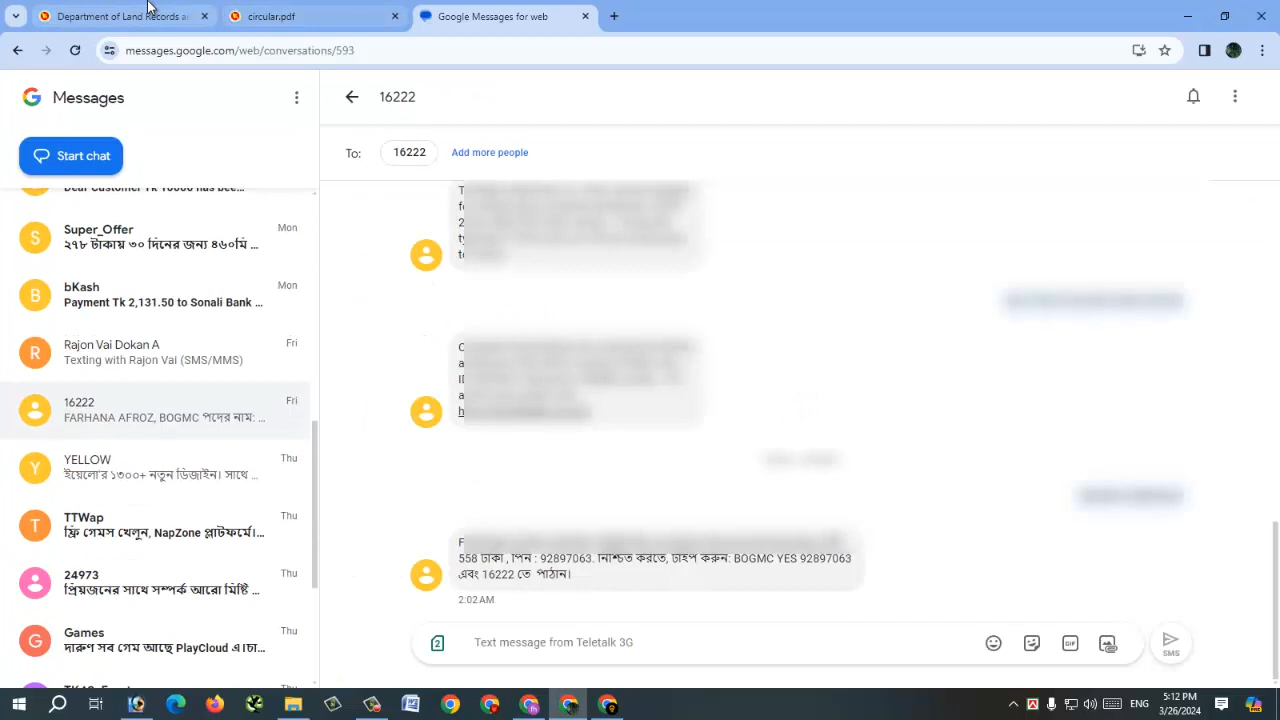 Department of Land Records a
circular.pdf
Google Messages for web
messages.google.com/web/conversations/593
Messages
16222
Start chat
To:
16222
Add more people
Super_Offer
Mon
২৭৮ টাকায় ৩০ দিনের জন্য ৪৬০মি ...
bKash
Mon
Payment Tk 2,131.50 to Sonali Bank ...
Rajon Vai Dokan A
Fri
Texting with Rajon Vai (SMS/MMS)
16222
Fri
FARHANA AFROZ, BOGMC পদের নাম: ...
YELLOW
Thu
ইয়েলো'র ১৩০০+ নতুন ডিজাইন। সাথে ...
TTWap
Thu
ফ্রি গেমস খেলুন, NapZone প্লাটফর্মে।...
24973
Thu
প্রিয়জনের সাথে সম্পর্ক আরো মিষ্টি ...
Games
Thu
দারুণ সব গেম আছে PlayCloud এ।চা...
558 টাকা , পিন : 92897063. নিশ্চিত করতে, টাইপ করুন: BOGMC YES 92897063
এবং 16222 তে পাঠান।
2:02 AM
2
Text message from Teletalk 3G
GIF
SMS
ENG
5:12 PM
3/26/2024